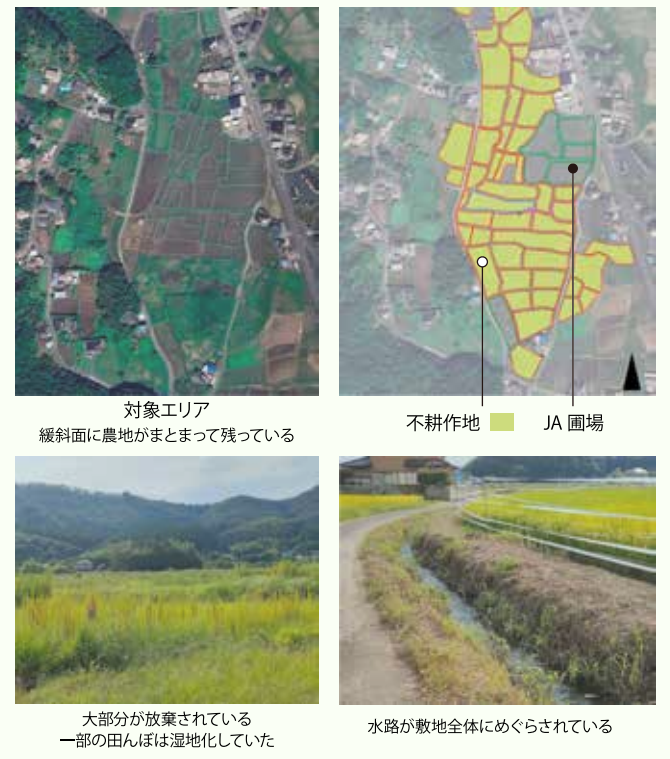 対象エリア
緩斜面に農地がまとまって残っている
不耕作地
JA 圃場
大部分が放棄されている
一部の田んぼは湿地化していた
水路が敷地全体にめぐらされている